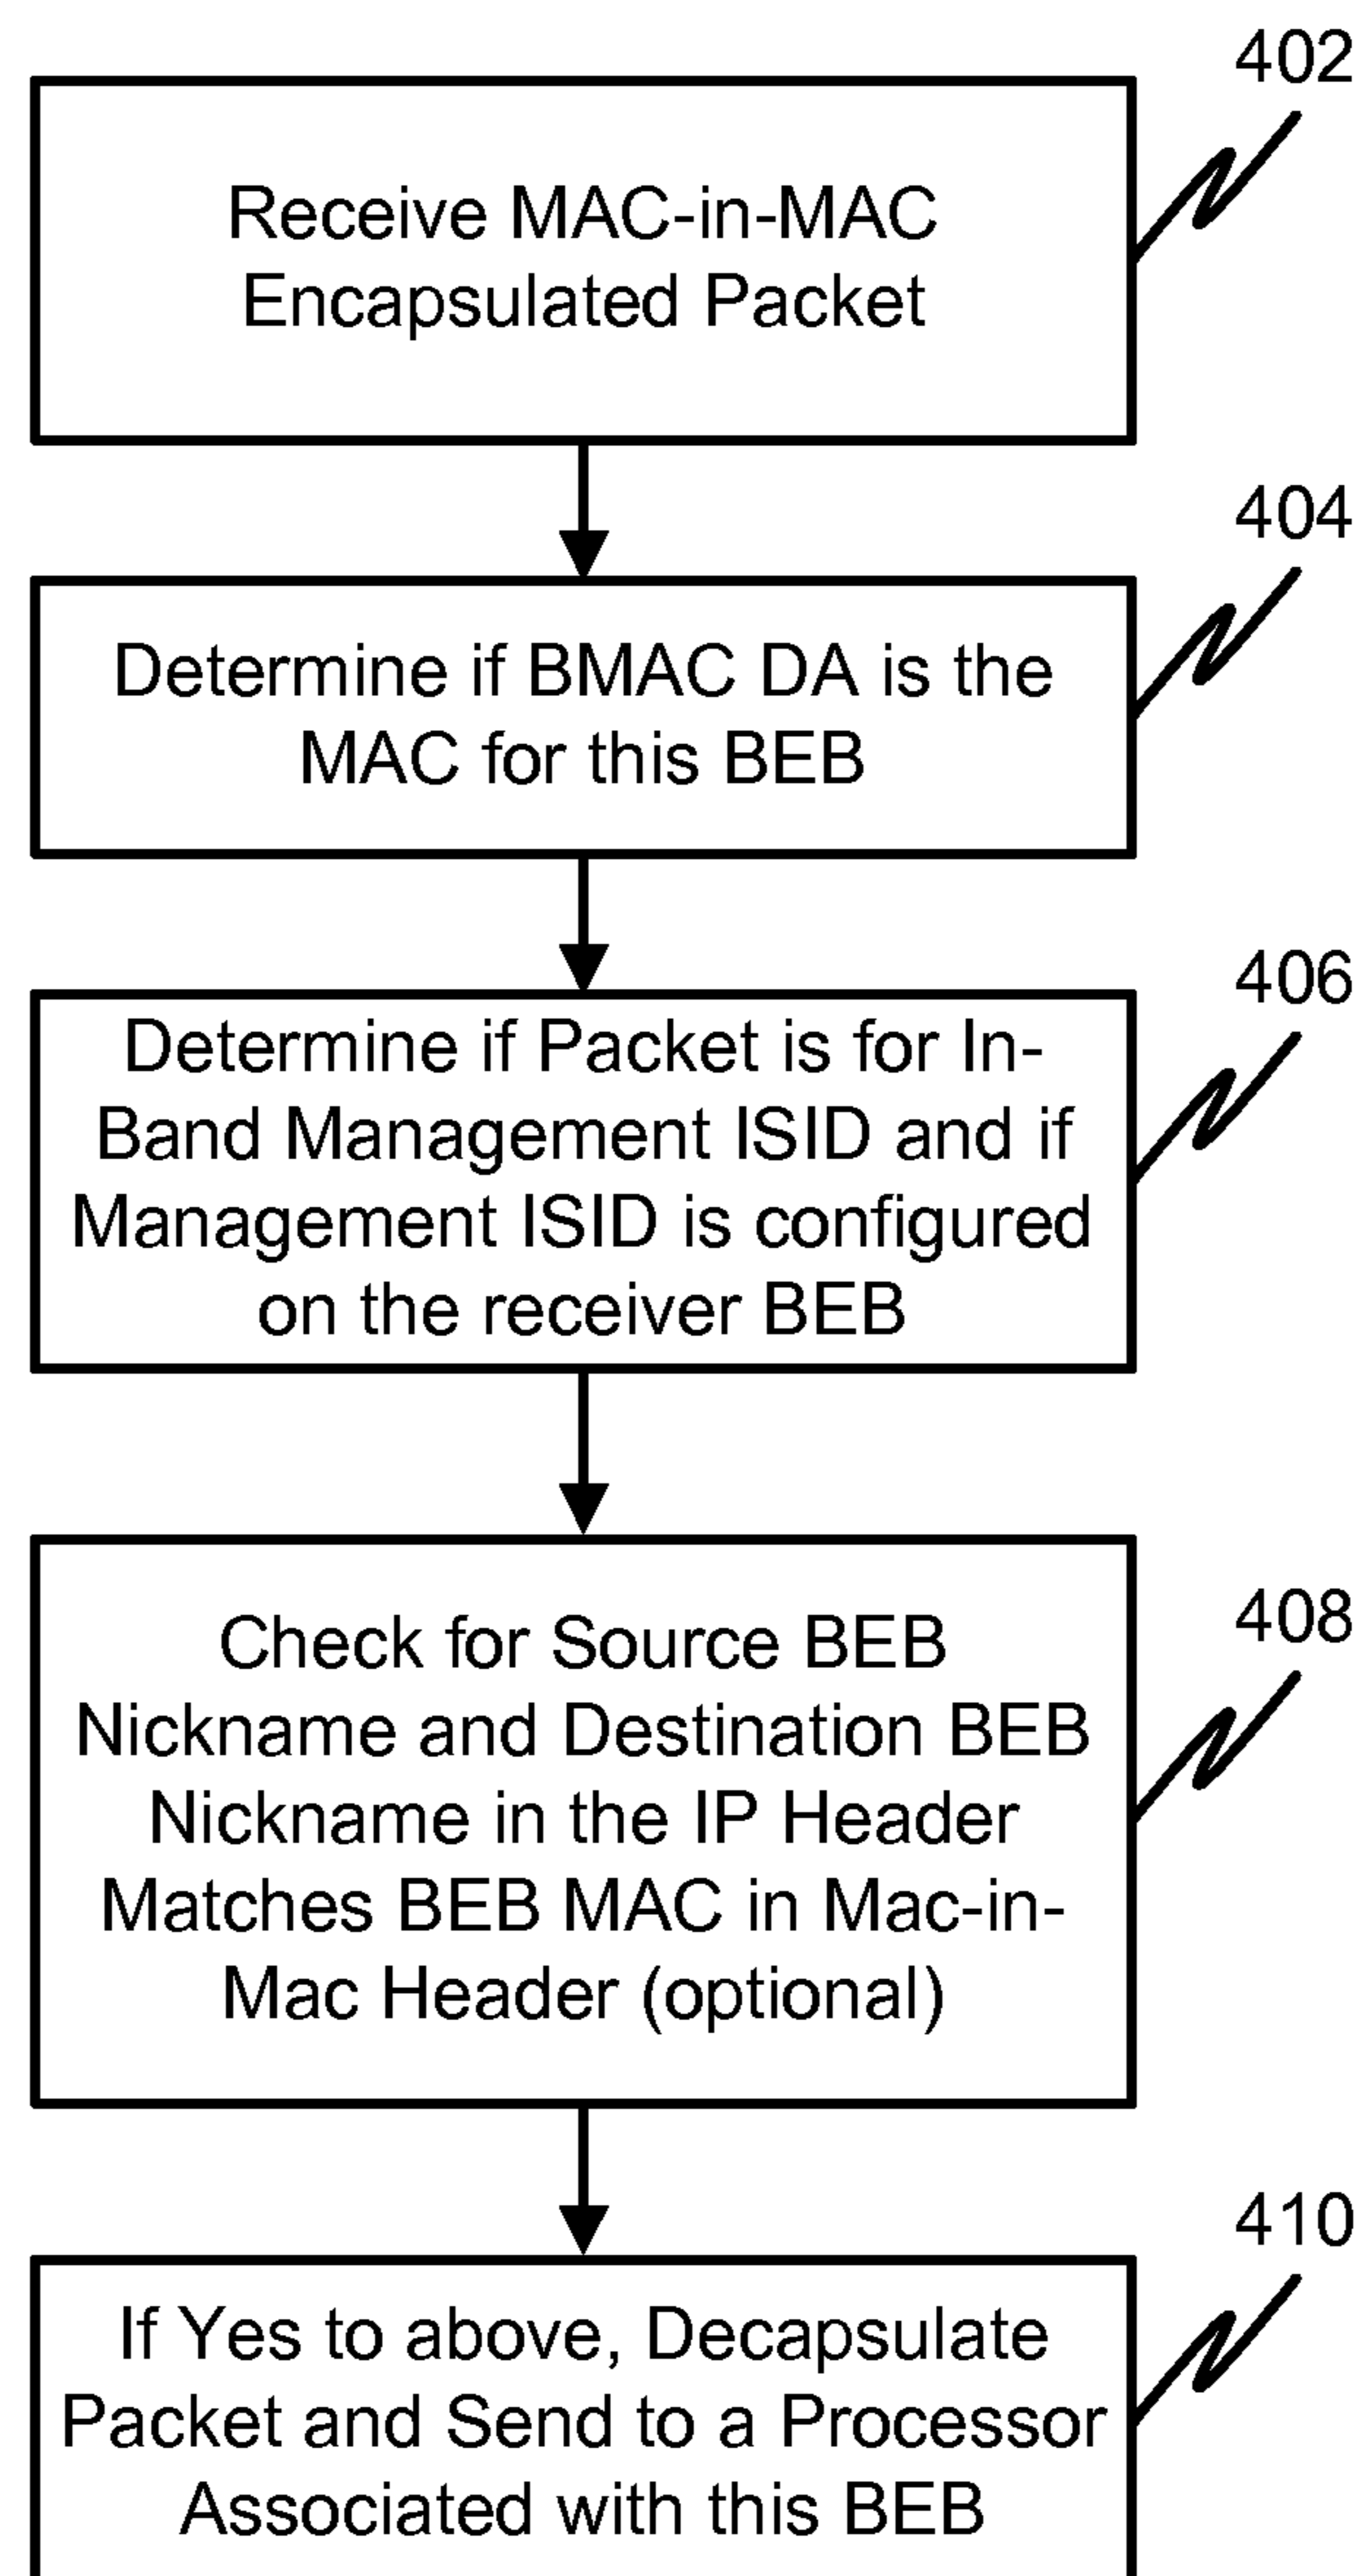 402
Receive MAC-in-MAC
Encapsulated Packet
404
Determine if BMAC DA is the
MAC for this BEB
406
Determine if Packet is for In-
Band Management ISID and if
Management ISID is configured
on the receiver BEB
408
Check for Source BEB
Nickname and Destination BEB
Nickname in the IP Header
Matches BEB MAC in Mac-in-
Mac Header (optional)
410
If Yes to above, Decapsulate
Packet and Send to a Processor
Associated with this BEB